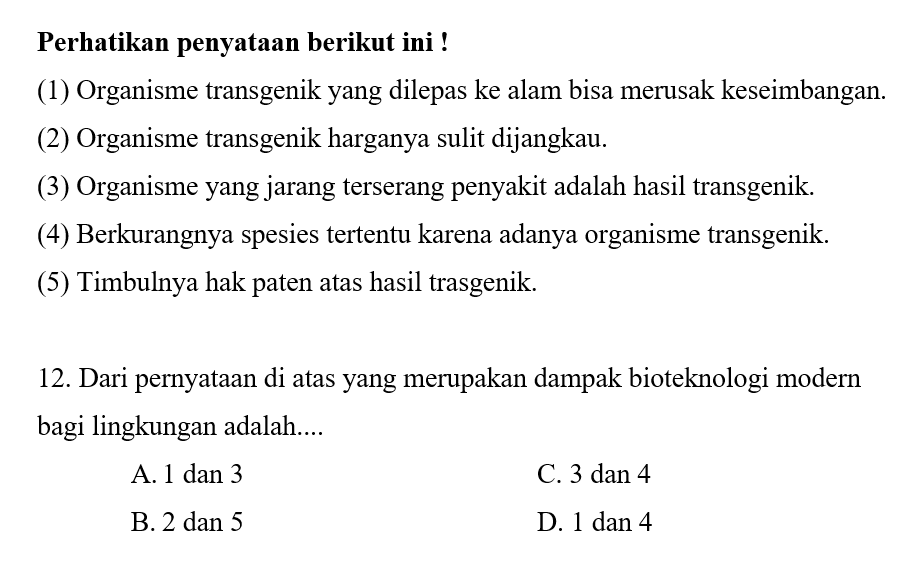 Perhatikan penyataan berikut ini !
(1) Organisme transgenik yang dilepas ke alam bisa merusak keseimbangan.
(2) Organisme transgenik harganya sulit dijangkau.
(3) Organisme yang jarang terserang penyakit adalah hasil transgenik.
(4) Berkurangnya spesies tertentu karena adanya organisme transgenik.
(5) Timbulnya hak paten atas hasil trasgenik.
12. Dari pernyataan di atas yang merupakan dampak bioteknologi modern
bagi lingkungan adalah....
A. 1 dan 3 C. 3 dan 4
B. 2 dan 5 D. 1 dan 4